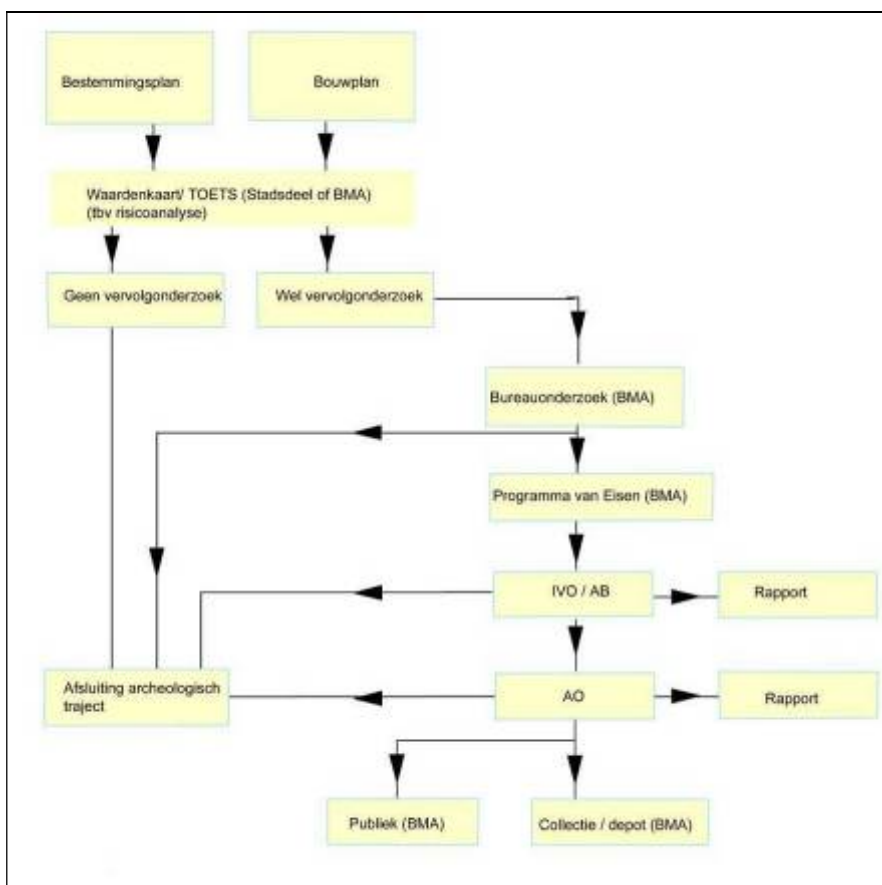 Bestemmingsplan
Bouwplan
Waardenkaart/ TOETS (Stadsdeel of BMA)
(tbv risicoanalyse)
Geen vervolgonderzoek
Wel vervolgonderzoek
Bureauonderzoek (BMA)
Programma van Eisen (BMA)
IVO / AB
Rapport
Afsluiting archeologisch
traject
AO
Rapport
Publiek (BMA)
Collectie / depot (BMA)